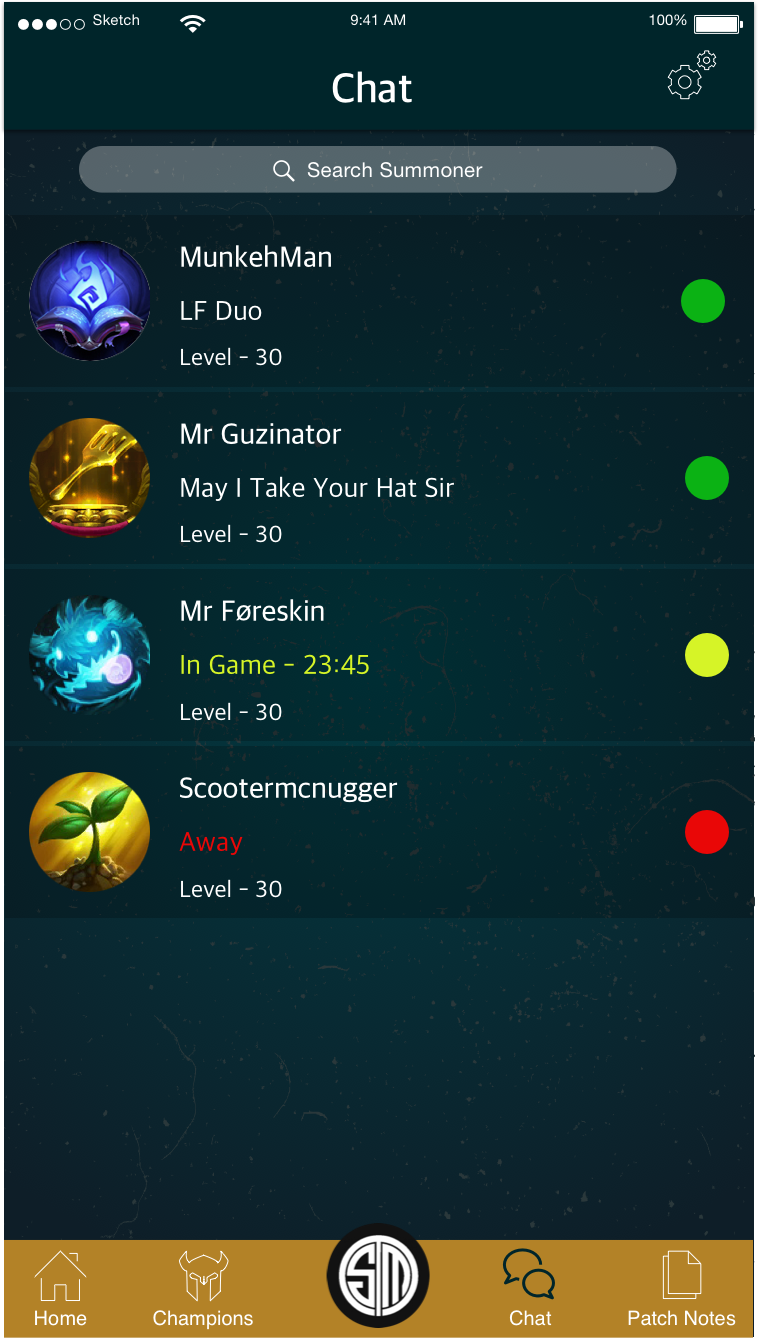 Sketch 9:41 AM 100%
Chat
Search Summoner
MunkehMan
LF Duo
Level - 30
Mr Guzinator
May I Take Your Hat Sir
Level - 30
Mr Føreskin
In Game - 23:45
Level - 30
Scootermcnugger
Away
Level - 30
TSM
Home Champions Chat Patch Notes